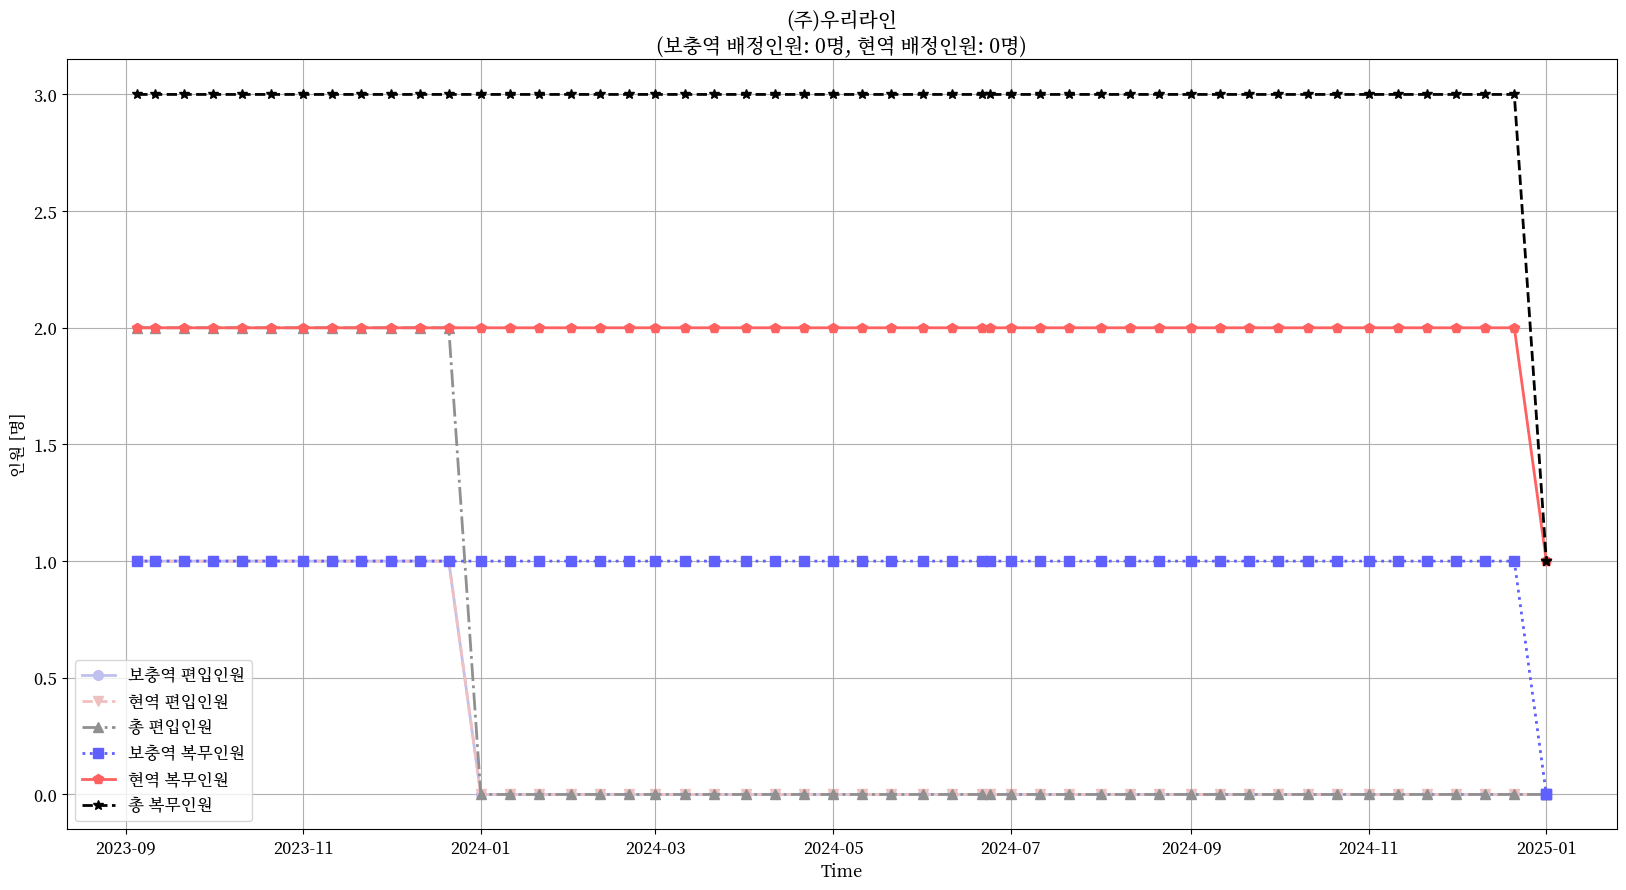 (주)우리라인
(보충역 배정인원: 0명, 현역 배정인원: 0명)
인원 [명]
3.0
2.5
2.0
1.5
1.0
0.5
0.0
보충역 편입인원
현역 편입인원
총 편입인원
보충역 복무인원
현역 복무인원
총 복무인원
2023-09 2023-11 2024-01 2024-03 2024-05 2024-07 2024-09 2024-11 2025-01
Time